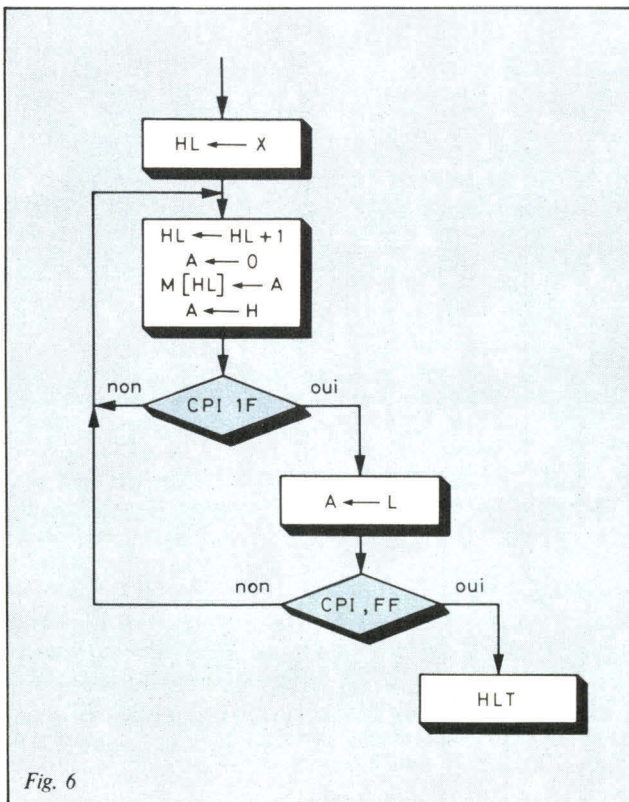 HL ← X
HL ← HL + 1
A ← 0
M [HL] ← A
A ← H
non
CPI 1F
oui
A ← L
non
CPI , FF
oui
HLT
Fig. 6